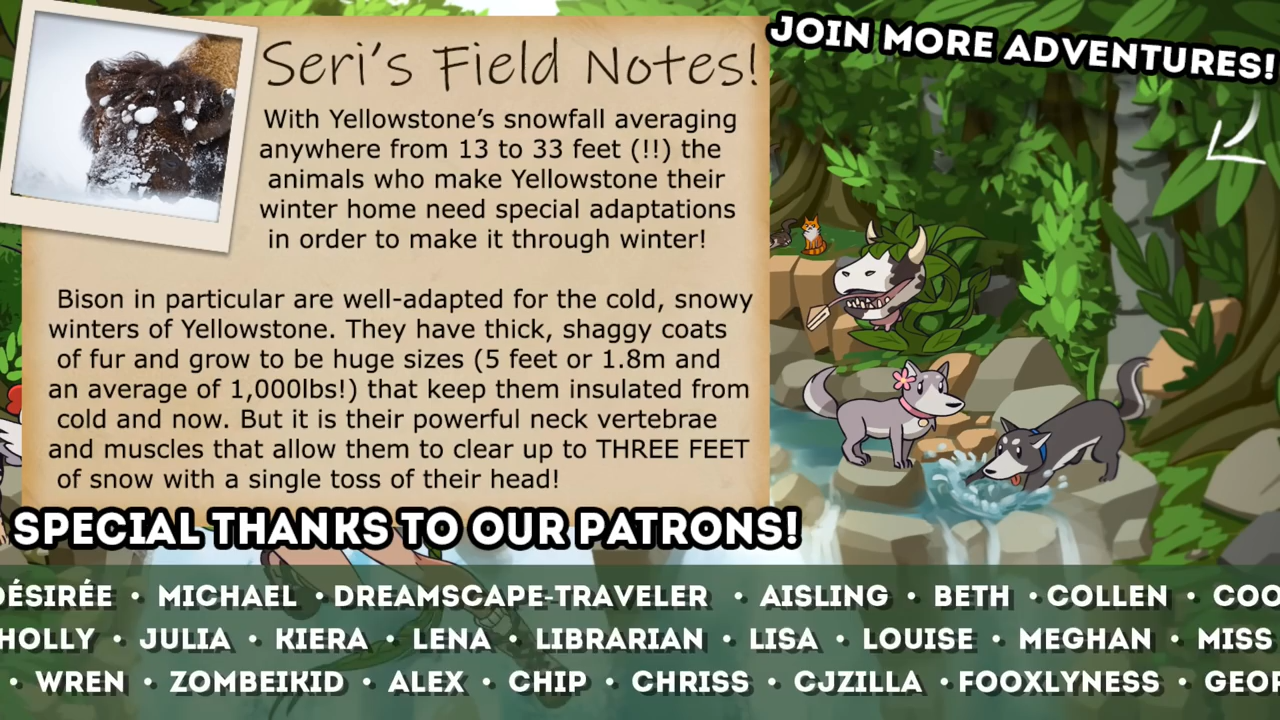 Seri's Field Notes!
JOIN MORE ADVENTURES!
With Yellowstone's snowfall averaging
anywhere from 13 to 33 feet (!!) the
animals who make Yellowstone their
winter home need special adaptations
in order to make it through winter!
Bison in particular are well-adapted for the cold, snowy
winters of Yellowstone. They have thick, shaggy coats
of fur and grow to be huge sizes (5 feet or 1.8m and
an average of 1,000lbs!) that keep them insulated from
cold and now. But it is their powerful neck vertebrae
and muscles that allow them to clear up to THREE FEET
of snow with a single toss of their head!
SPECIAL THANKS TO OUR PATRONS!
DÉSIRÉE • MICHAEL • DREAMSCAPE-TRAVELER • AISLING • BETH • COLLEN • COO
HOLLY • JULIA • KIERA • LENA • LIBRARIAN • LISA • LOUISE • MEGHAN • MISS
• WREN • ZOMBEIKID • ALEX • CHIP • CHRISS • CJZILLA • FOOXLYNESS • GEOR